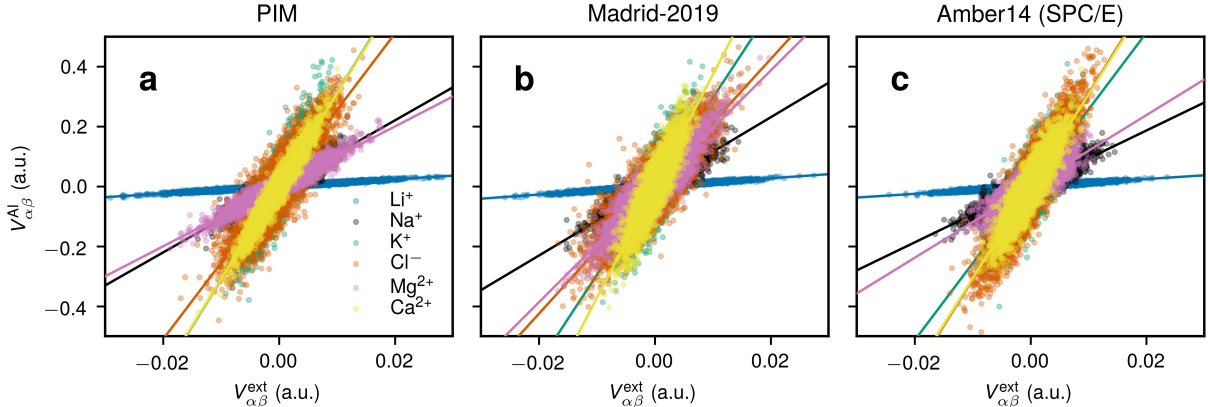 PIM
Madrid-2019
Amber14 (SPC/E)
a
b
c
0.4
0.2
0.0
−0.2
−0.4
V^AI_αβ (a.u.)
Li⁺
Na⁺
K⁺
Cl⁻
Mg²⁺
Ca²⁺
−0.02 0.00 0.02
−0.02 0.00 0.02
−0.02 0.00 0.02
V^ext_αβ (a.u.)
V^ext_αβ (a.u.)
V^ext_αβ (a.u.)